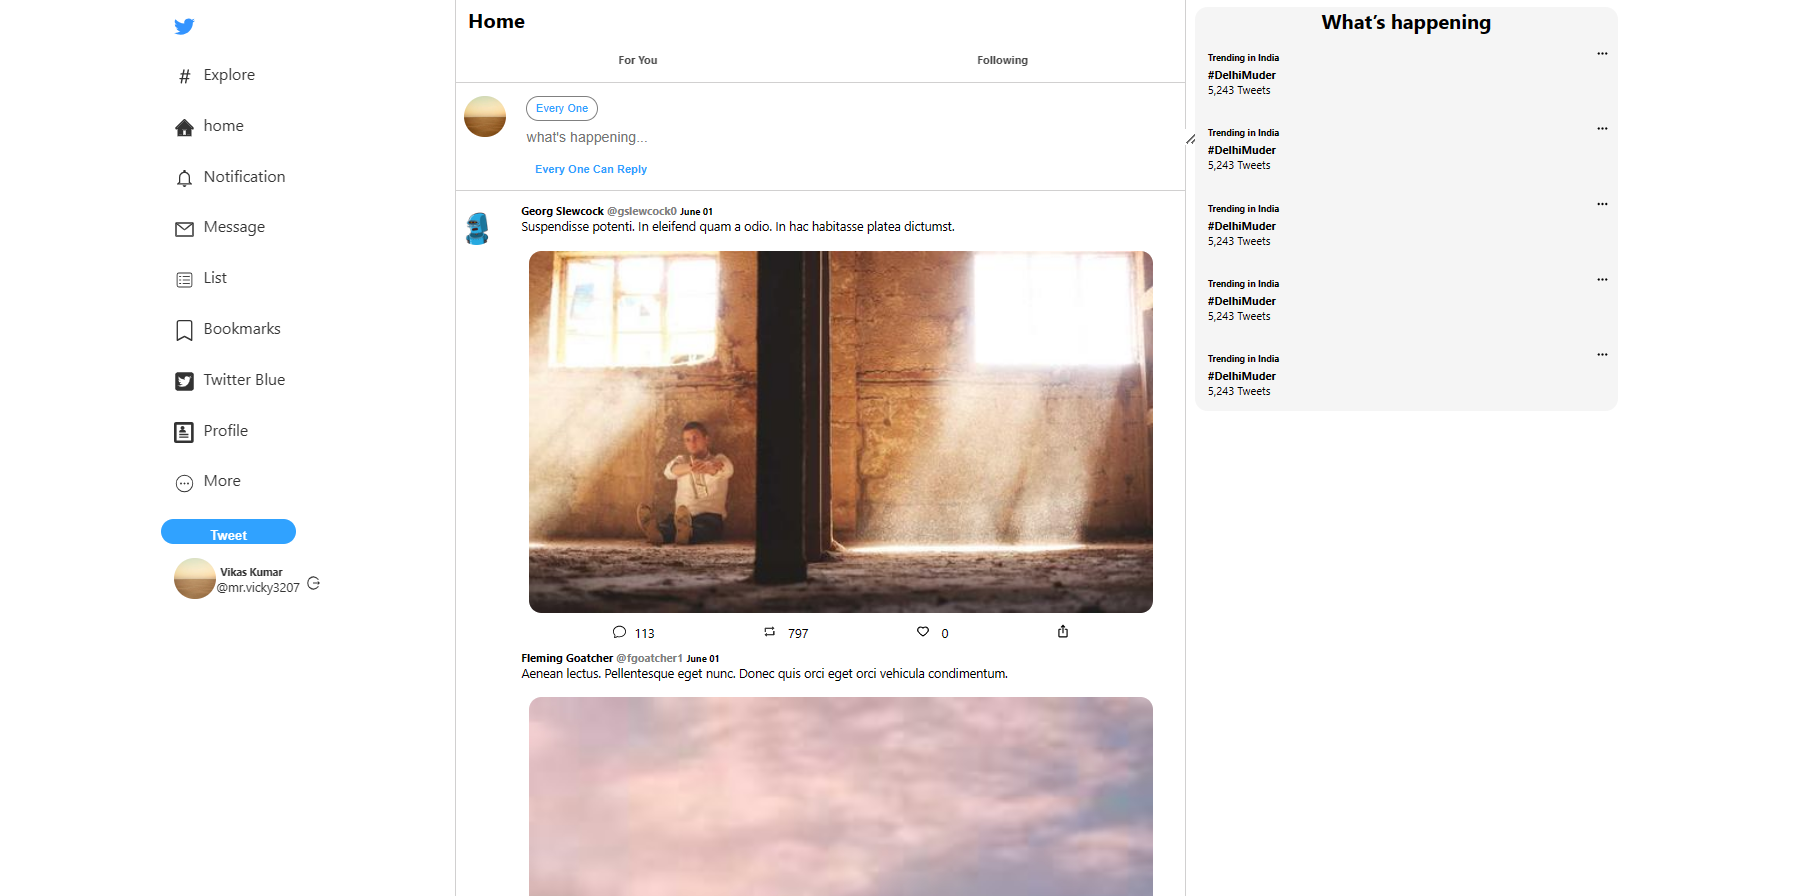 Explore
home
Notification
Message
List
Bookmarks
Twitter Blue
Profile
More
Tweet
Vikas Kumar
@mr.vicky3207
Home
For You
Following
Every One
what's happening...
Every One Can Reply
Georg Slewcock @gslewcock0 June 01
Suspendisse potenti. In eleifend quam a odio. In hac habitasse platea dictumst.
113
797
0
Fleming Goatcher @fgoatcher1 June 01
Aenean lectus. Pellentesque eget nunc. Donec quis orci eget orci vehicula condimentum.
What's happening
Trending in India
#DelhiMuder
5,243 Tweets
Trending in India
#DelhiMuder
5,243 Tweets
Trending in India
#DelhiMuder
5,243 Tweets
Trending in India
#DelhiMuder
5,243 Tweets
Trending in India
#DelhiMuder
5,243 Tweets